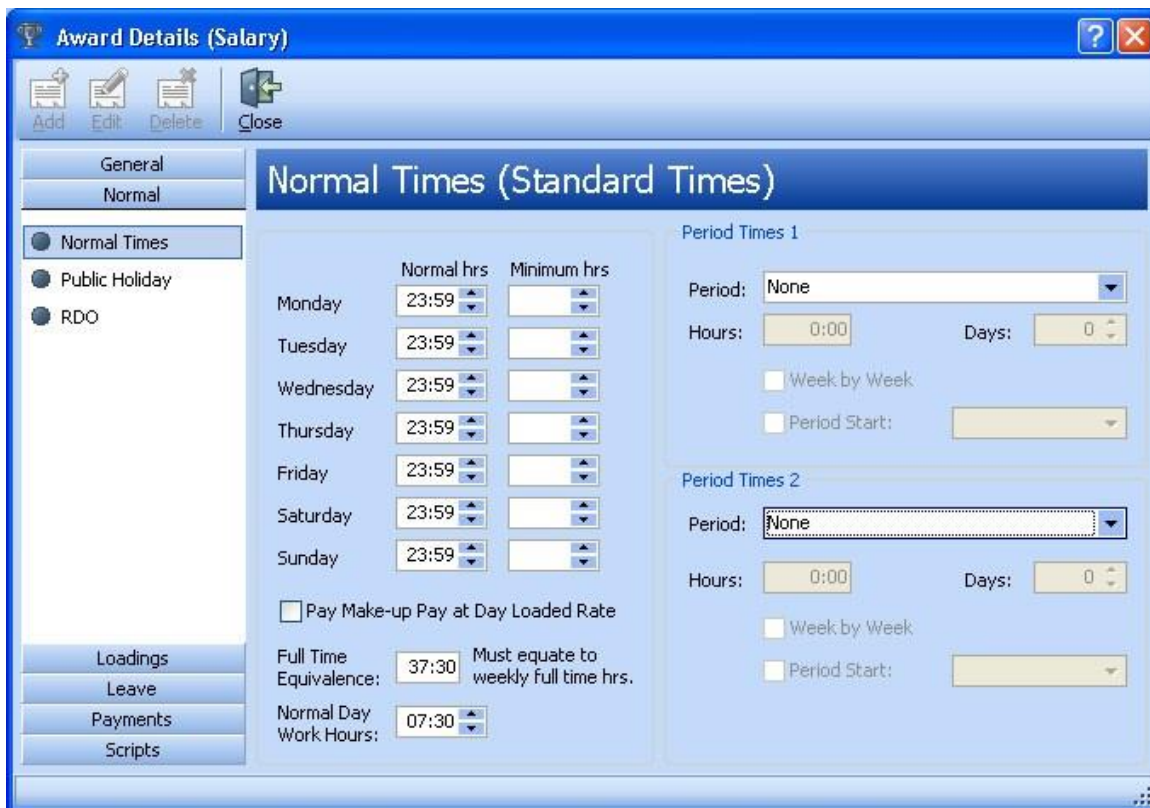 Award Details (Salary)
Add Edit Delete Close
General
Normal
Normal Times
Public Holiday
RDO
Loadings
Leave
Payments
Scripts
Normal Times (Standard Times)
Normal hrs Minimum hrs
Monday 23:59
Tuesday 23:59
Wednesday 23:59
Thursday 23:59
Friday 23:59
Saturday 23:59
Sunday 23:59
Pay Make-up Pay at Day Loaded Rate
Full Time Equivalence: 37:30 Must equate to weekly full time hrs.
Normal Day Work Hours: 07:30
Period Times 1
Period: None
Hours: 0:00 Days: 0
Week by Week
Period Start:
Period Times 2
Period: None
Hours: 0:00 Days: 0
Week by Week
Period Start: